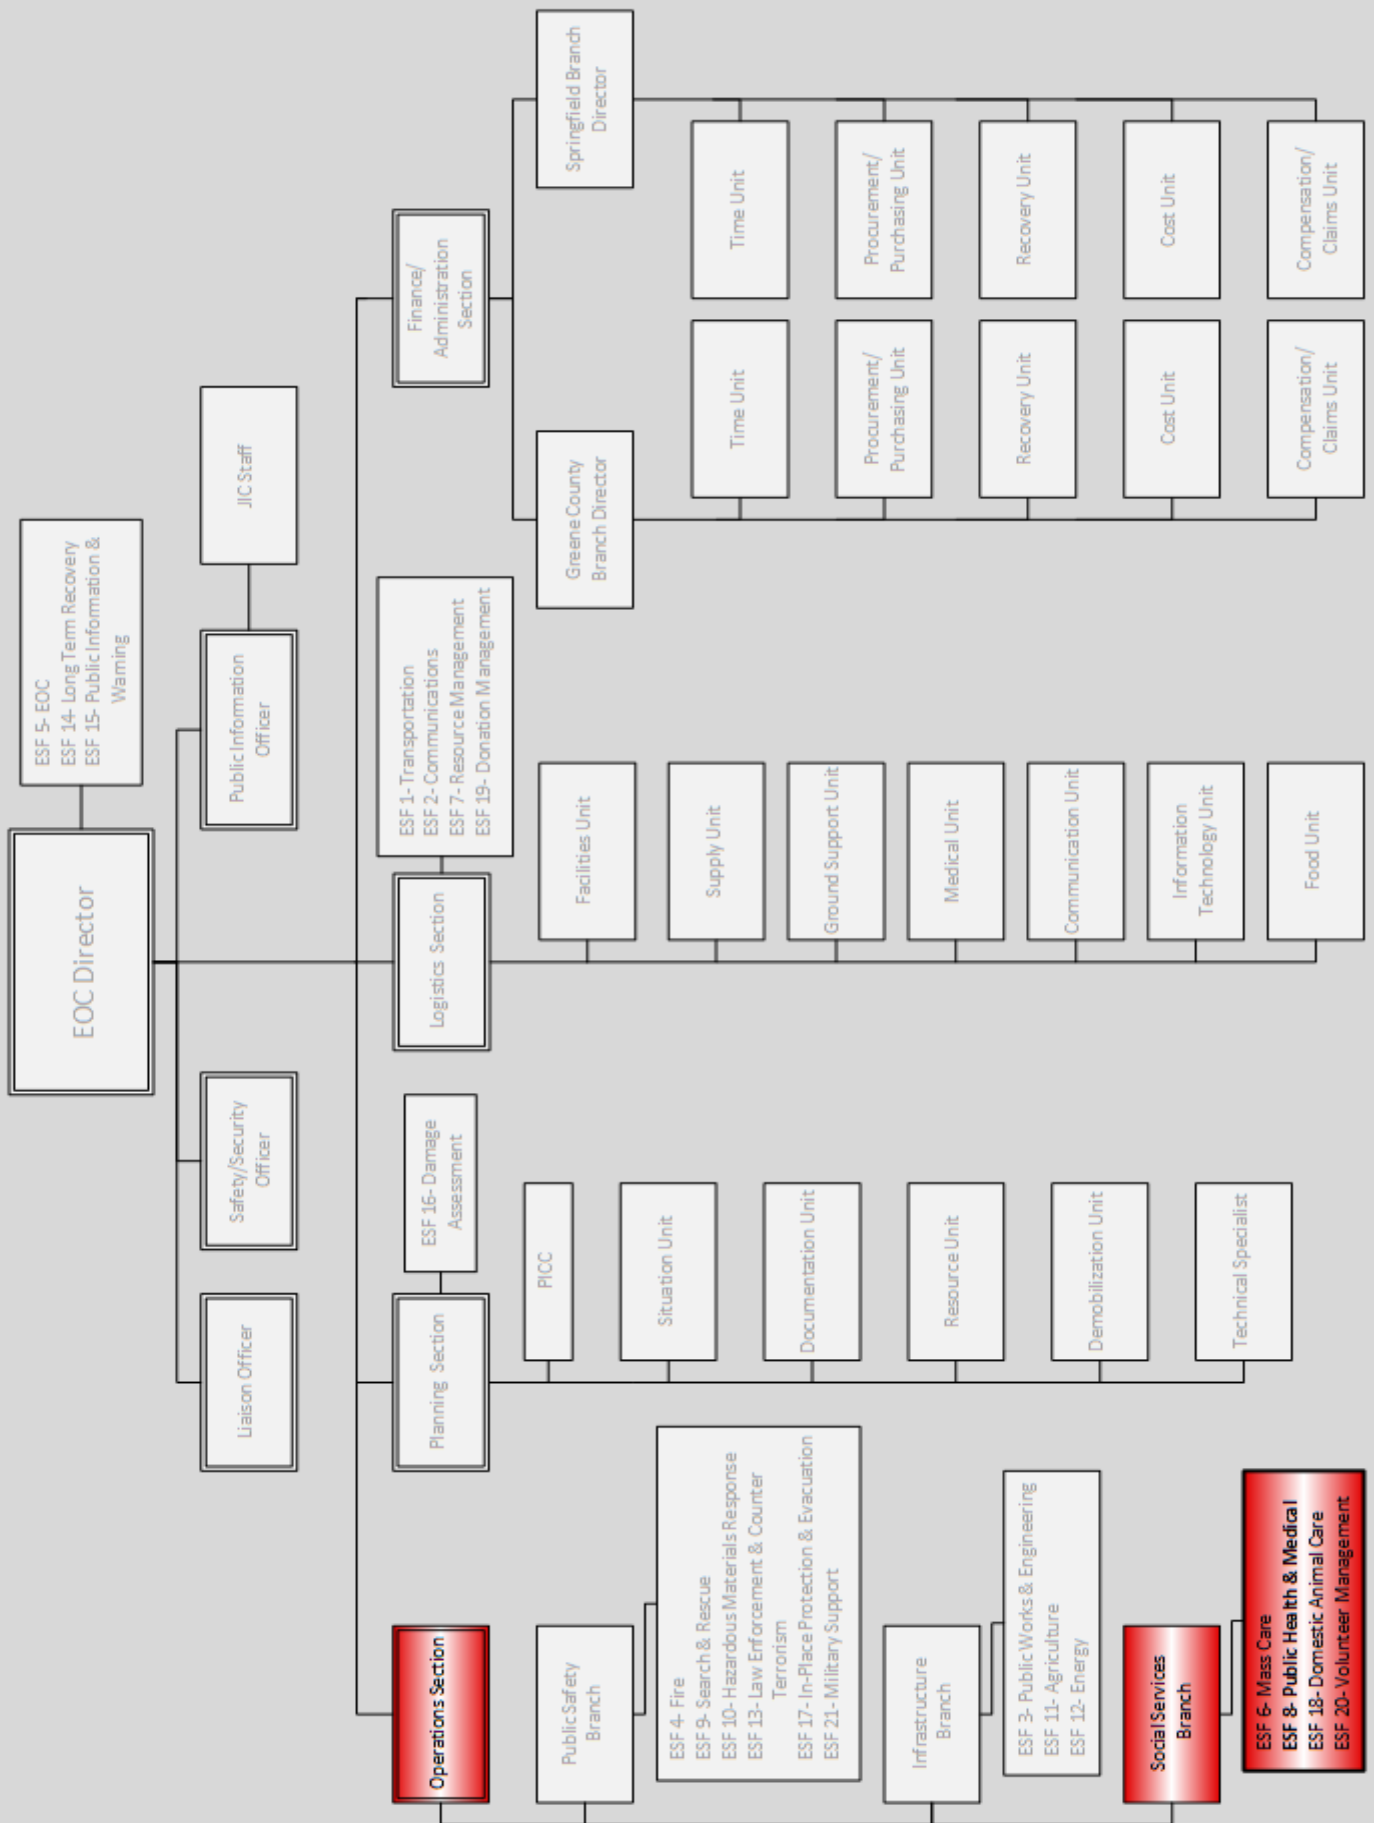 EOC Director
ESF 5- EOC
ESF 14- Long Term Recovery
ESF 15- Public Information &
Warning
Liaison Officer
Safety/Security
Officer
Public Information
Officer
JIC Staff
Operations Section
Planning Section
ESF 16- Damage
Assessment
Logistics Section
ESF 1- Transportation
ESF 2- Communications
ESF 7- Resource Management
ESF 19- Donation Management
Finance/
Administration
Section
Public Safety
Branch
ESF 4- Fire
ESF 9- Search & Rescue
ESF 10- Hazardous Materials Response
ESF 13- Law Enforcement & Counter
Terrorism
ESF 17- In-Place Protection & Evacuation
ESF 21- Military Support
Infrastructure
Branch
ESF 3- Public Works & Engineering
ESF 11- Agriculture
ESF 12- Energy
Social Services
Branch
ESF 6- Mass Care
ESF 8- Public Health & Medical
ESF 18- Domestic Animal Care
ESF 20- Volunteer Management
PICC
Situation Unit
Documentation Unit
Resource Unit
Demobilization Unit
Technical Specialist
Facilities Unit
Supply Unit
Ground Support Unit
Medical Unit
Communication Unit
Information
Technology Unit
Food Unit
Greene County
Branch Director
Time Unit
Procurement/
Purchasing Unit
Recovery Unit
Cost Unit
Compensation/
Claims Unit
Springfield Branch
Director
Time Unit
Procurement/
Purchasing Unit
Recovery Unit
Cost Unit
Compensation/
Claims Unit